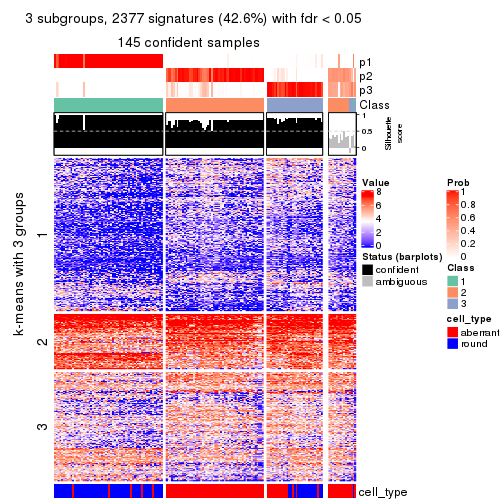 3 subgroups, 2377 signatures (42.6%) with fdr < 0.05
145 confident samples
p1
p2
p3
Class
1
0.5
0
Silhouette
score
k-means with 3 groups
1
2
3
cell_type
Value
8
6
4
2
0
Prob
1
0.8
0.6
0.4
0.2
0
Status (barplots)
confident
ambiguous
Class
1
2
3
cell_type
aberrant
round